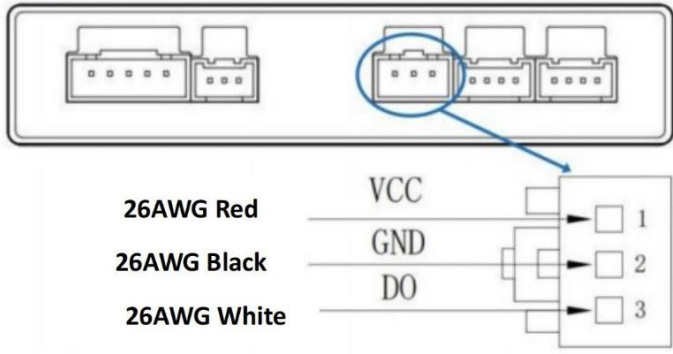 VCC
26AWG Red
1
GND
26AWG Black
2
DO
26AWG White
3